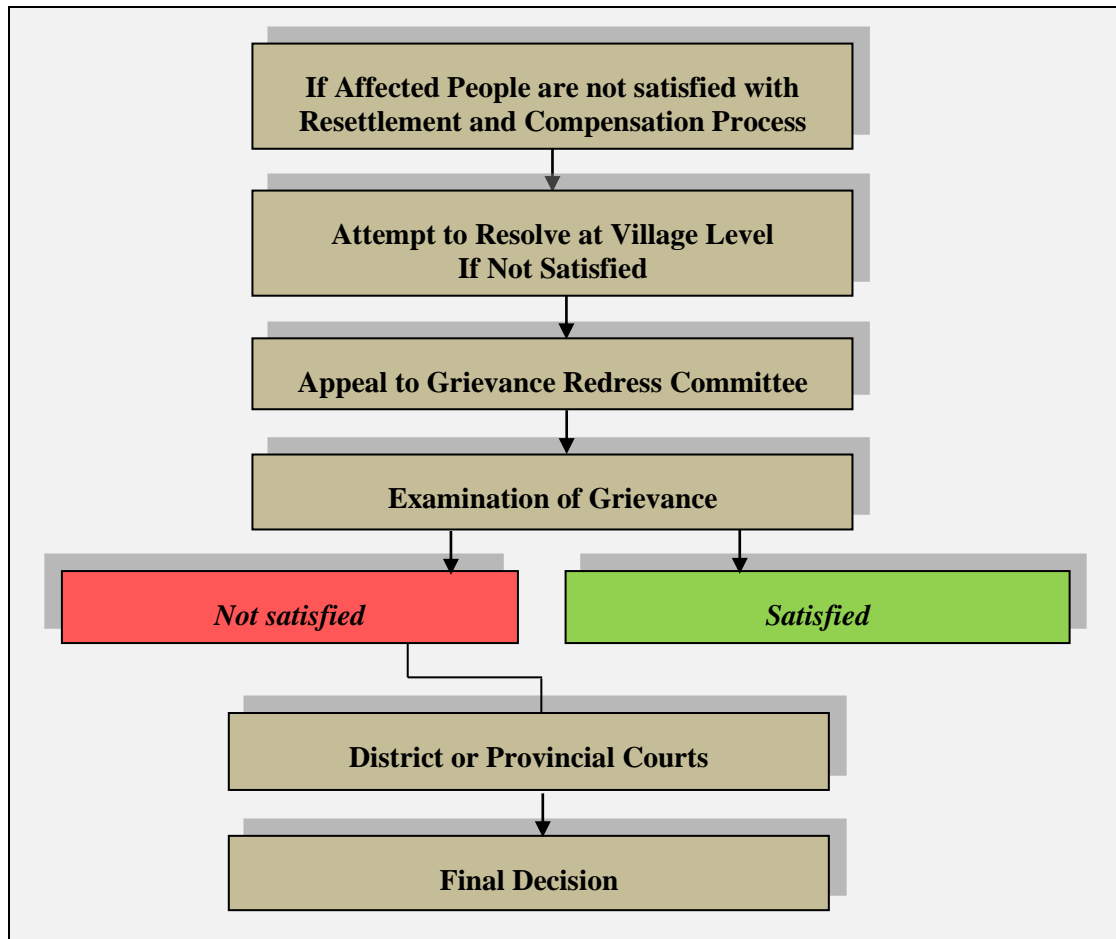 If Affected People are not satisfied with
Resettlement and Compensation Process
Attempt to Resolve at Village Level
If Not Satisfied
Appeal to Grievance Redress Committee
Examination of Grievance
Not satisfied
Satisfied
District or Provincial Courts
Final Decision